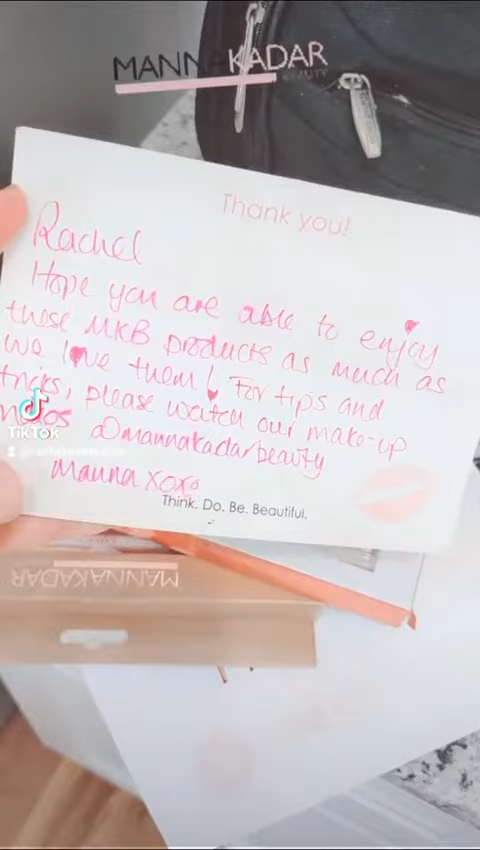 MANNAKADAR
BEAUTY
Thank you!
Rachel
Hope you are able to enjoy
these MKB products as much as
we love them! For tips and
tricks, please watch our make-up
@mannakadarbeauty
Manna xoxo
Think. Do. Be. Beautiful.
TikTok
MANNAKADAR